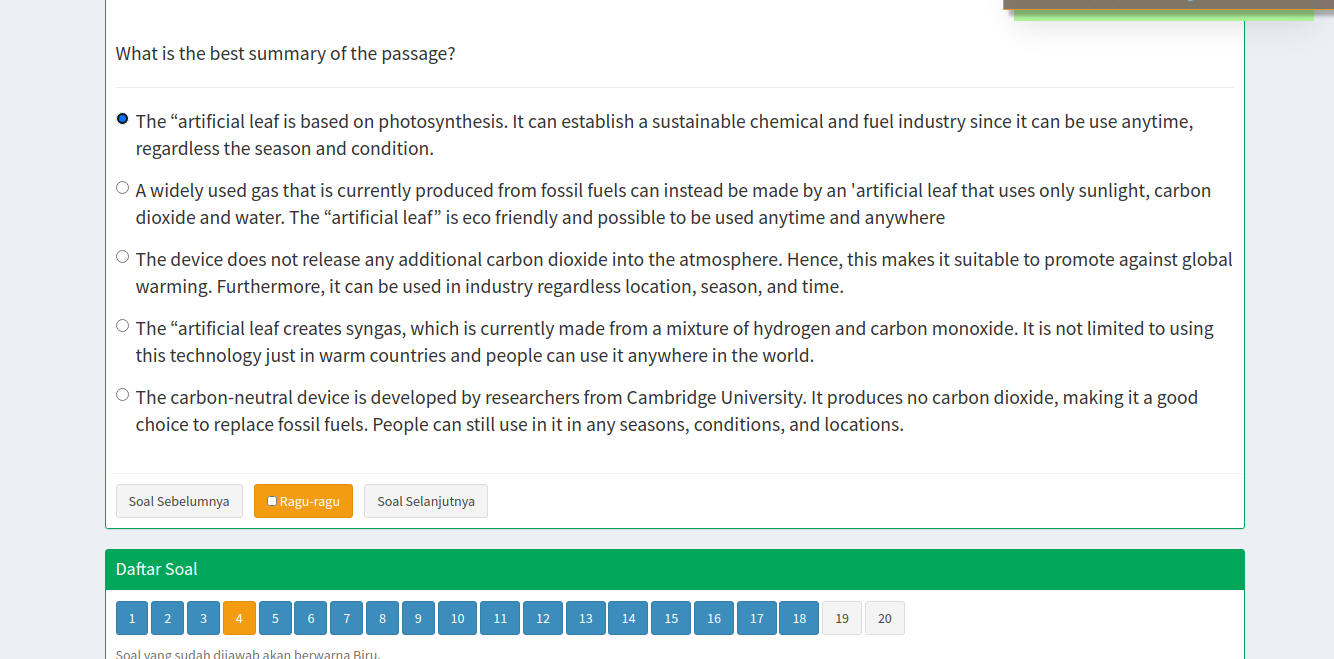 What is the best summary of the passage?
The “artificial leaf is based on photosynthesis. It can establish a sustainable chemical and fuel industry since it can be use anytime,
regardless the season and condition.
A widely used gas that is currently produced from fossil fuels can instead be made by an 'artificial leaf that uses only sunlight, carbon
dioxide and water. The “artificial leaf” is eco friendly and possible to be used anytime and anywhere
The device does not release any additional carbon dioxide into the atmosphere. Hence, this makes it suitable to promote against global
warming. Furthermore, it can be used in industry regardless location, season, and time.
The “artificial leaf creates syngas, which is currently made from a mixture of hydrogen and carbon monoxide. It is not limited to using
this technology just in warm countries and people can use it anywhere in the world.
The carbon-neutral device is developed by researchers from Cambridge University. It produces no carbon dioxide, making it a good
choice to replace fossil fuels. People can still use in it in any seasons, conditions, and locations.
Soal Sebelumnya Ragu-ragu Soal Selanjutnya
Daftar Soal
1 2 3 4 5 6 7 8 9 10 11 12 13 14 15 16 17 18 19 20
Soal yang sudah dijawab akan berwarna Biru.